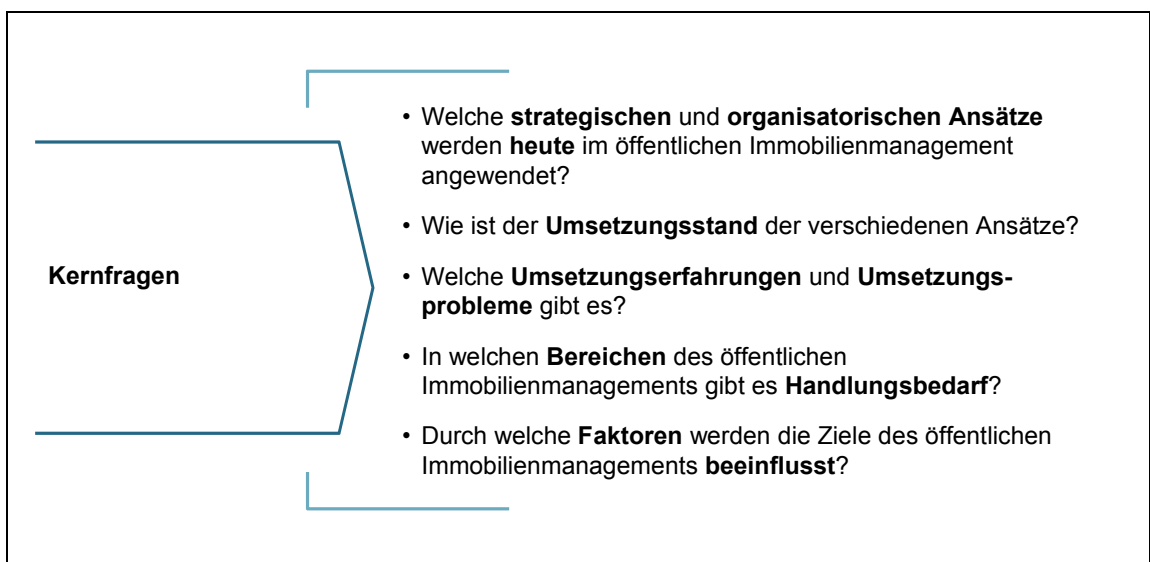 Kernfragen
• Welche strategischen und organisatorischen Ansätze
werden heute im öffentlichen Immobilienmanagement
angewendet?
• Wie ist der Umsetzungsstand der verschiedenen Ansätze?
• Welche Umsetzungserfahrungen und Umsetzungs-
probleme gibt es?
• In welchen Bereichen des öffentlichen
Immobilienmanagements gibt es Handlungsbedarf?
• Durch welche Faktoren werden die Ziele des öffentlichen
Immobilienmanagements beeinflusst?